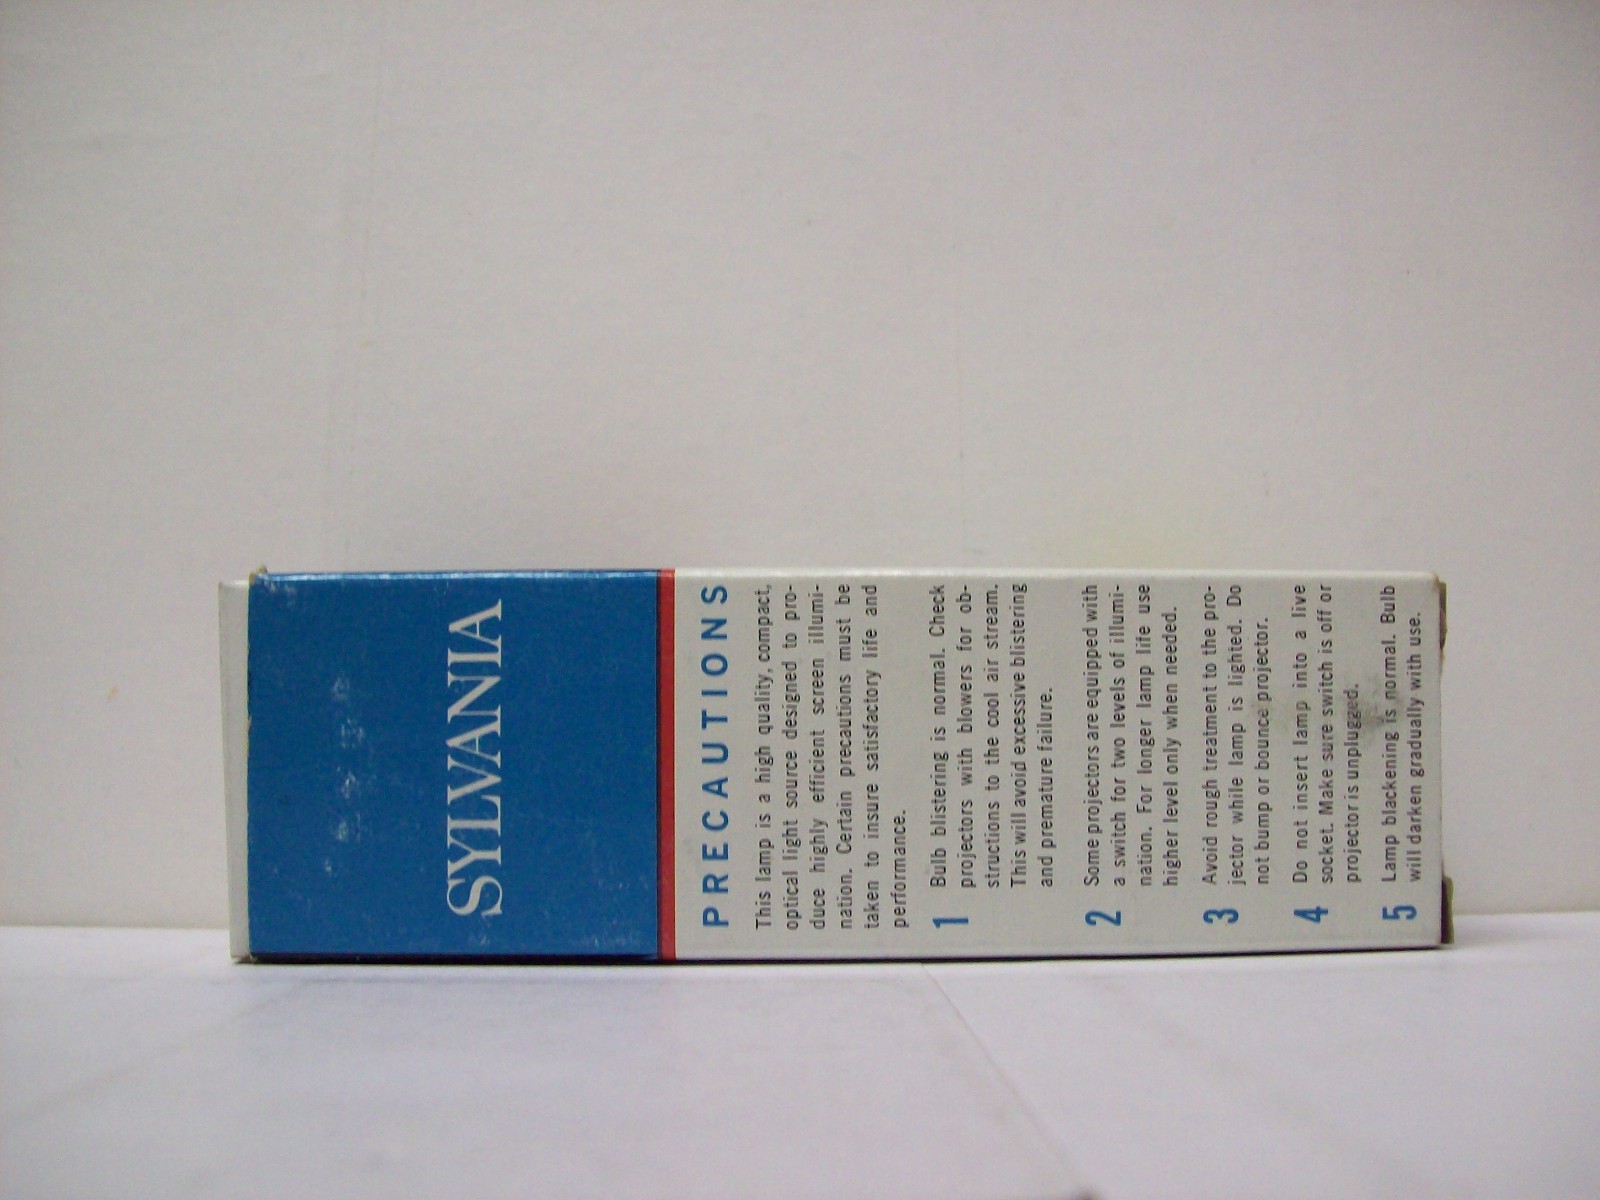 SYLVANIA
PRECAUTIONS
This lamp is a high quality, compact,
optical light source designed to pro-
duce highly efficient screen illumi-
nation. Certain precautions must be
taken to insure satisfactory life and
performance.
1 Bulb blistering is normal. Check
projectors with blowers for ob-
structions to the cool air stream.
This will avoid excessive blistering
and premature failure.
2 Some projectors are equipped with
a switch for two levels of illumi-
nation. For longer lamp life use
higher level only when needed.
3 Avoid rough treatment to the pro-
jector while lamp is lighted. Do
not bump or bounce projector.
4 Do not insert lamp into a live
socket. Make sure switch is off or
projector is unplugged.
5 Lamp blackening is normal. Bulb
will darken gradually with use.